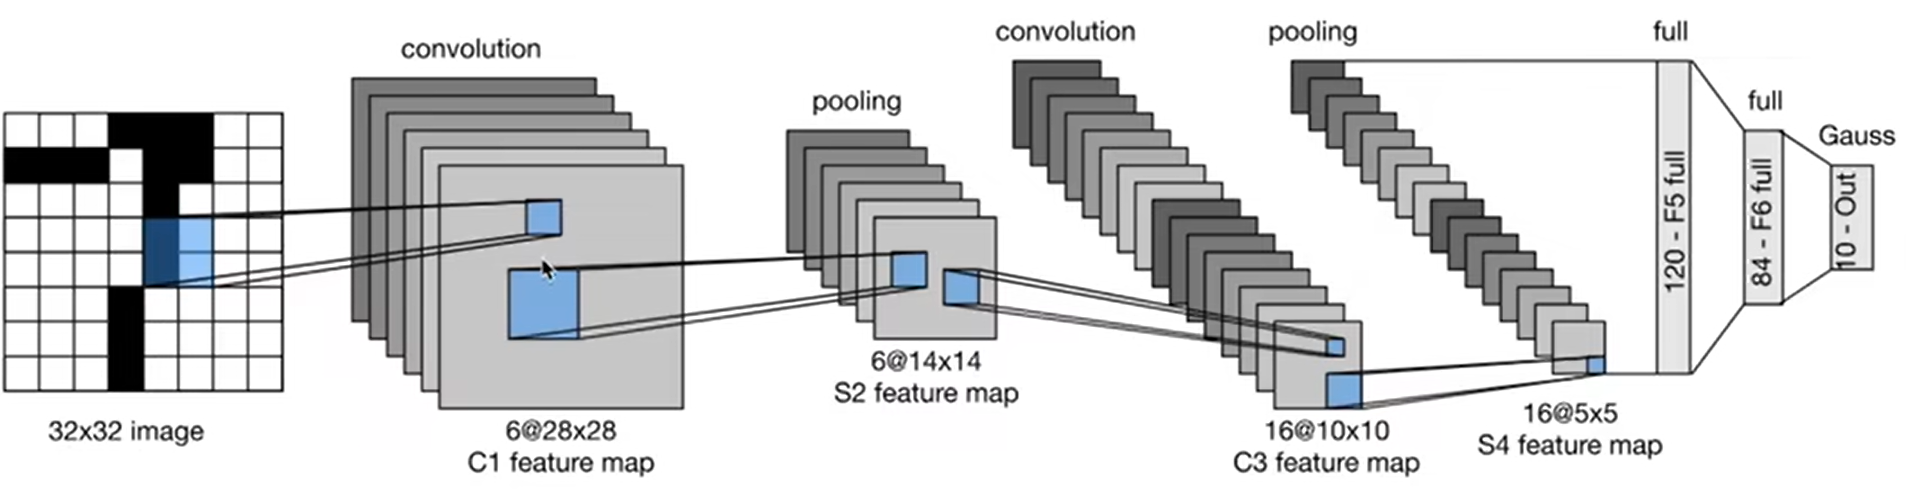 convolution
pooling
convolution
pooling
full
full
Gauss
120 - F5 full
84 - F6 full
10 - Out
32x32 image
6@28x28
C1 feature map
6@14x14
S2 feature map
16@10x10
C3 feature map
16@5x5
S4 feature map